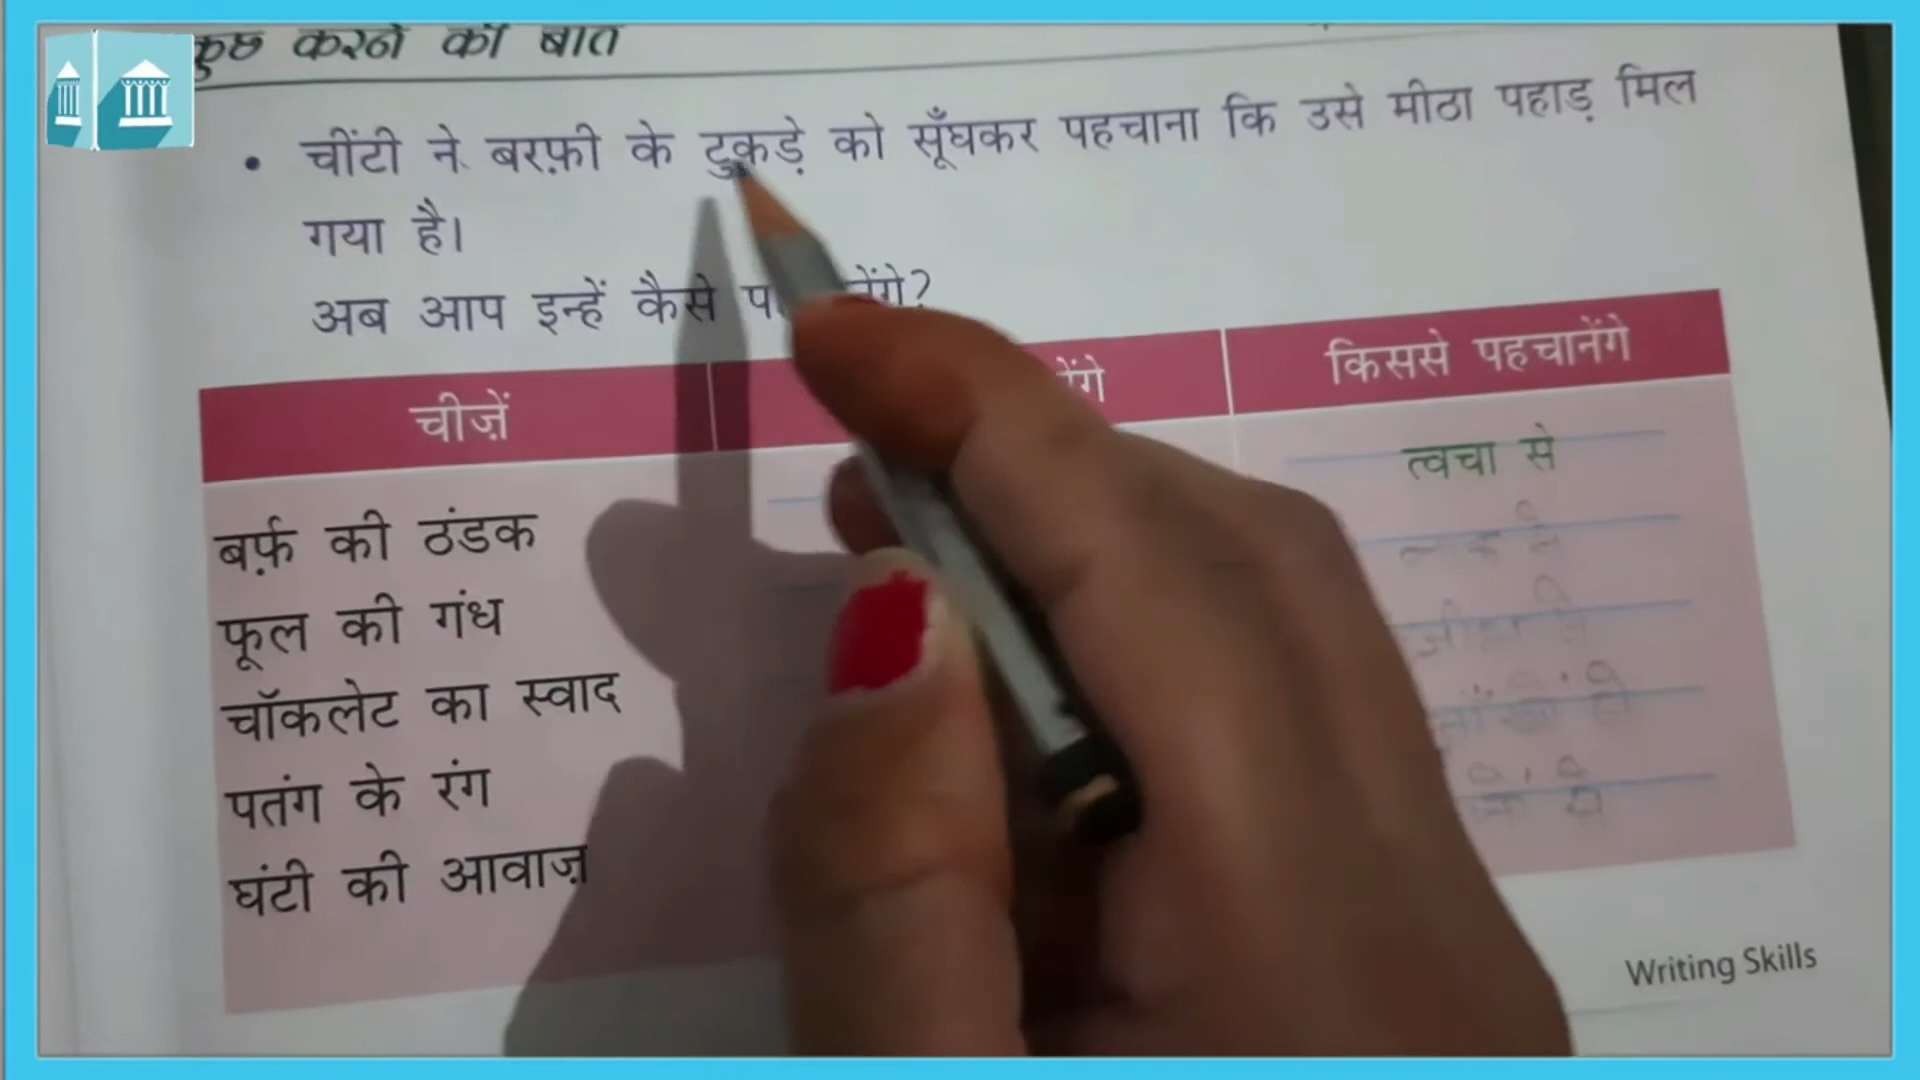 कुछ करने की बात
• चींटी ने बरफ़ी के टुकड़े को सूँघकर पहचाना कि उसे मीठा पहाड़ मिल
गया है।
अब आप इन्हें कैसे
चीज़ें किससे पहचानेंगे
त्वचा से
बर्फ़ की ठंडक
फूल की गंध
चॉकलेट का स्वाद
पतंग के रंग
घंटी की आवाज़
Writing Skills